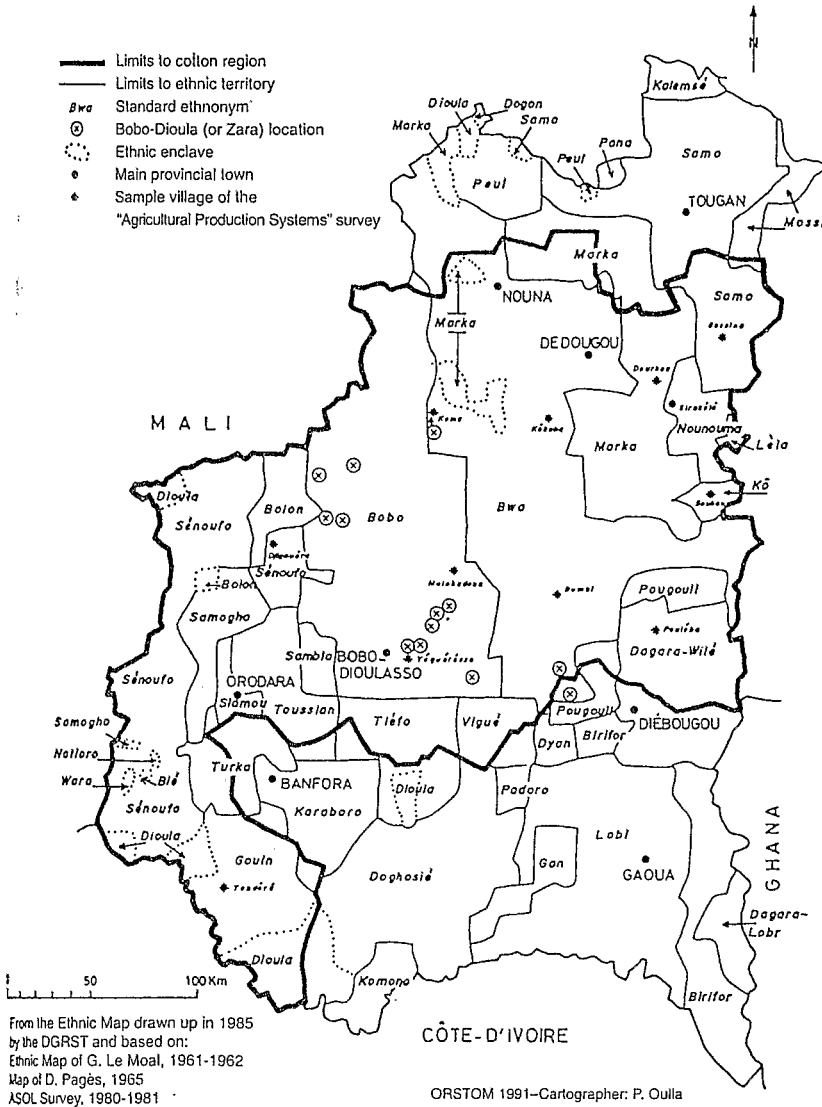 N
Limits to cotton region
Limits to ethnic territory
Bwa Standard ethnonym
Bobo-Dioula (or Zara) location
Ethnic enclave
Main provincial town
Sample village of the
"Agricultural Production Systems" survey
Kalemsé
Dogon
Dioula
Samo
Marka
Pana
Peul
Samo
Peul
TOUGAN
Mossi
Marka
NOUNA
Samo
Marka
DEDOUGOU
Nounouma
Lèla
Marka
Kô
MALI
Dioula
Sénoufo
Bolon
Bobo
Bwa
Sénoufo
Bolon
Samogho
Pougouli
Dagara-Wilé
Sambla
BOBO-
DIOULASSO
Sénoufo
ORODARA
Siamou
Toussian
Tiéfo
Vigué
Pougouli
DIÉBOUGOU
Samogho
Natioro
Wara
Blé
Turka
BANFORA
Dioula
Dyan
Birifor
Padoro
Karaboro
Sénoufo
Dioula
Gouin
Doghosié
Gan
Lobi
GAOUA
GHANA
Dagara-
Lobr
Dioula
Komono
Birifor
50 100Km
CÔTE-D'IVOIRE
From the Ethnic Map drawn up in 1985
by the DGRST and based on:
Ethnic Map of G. Le Moal, 1961-1962
Map of D. Pagès, 1965
ASOL Survey, 1980-1981
ORSTOM 1991–Cartographer: P. Oulla